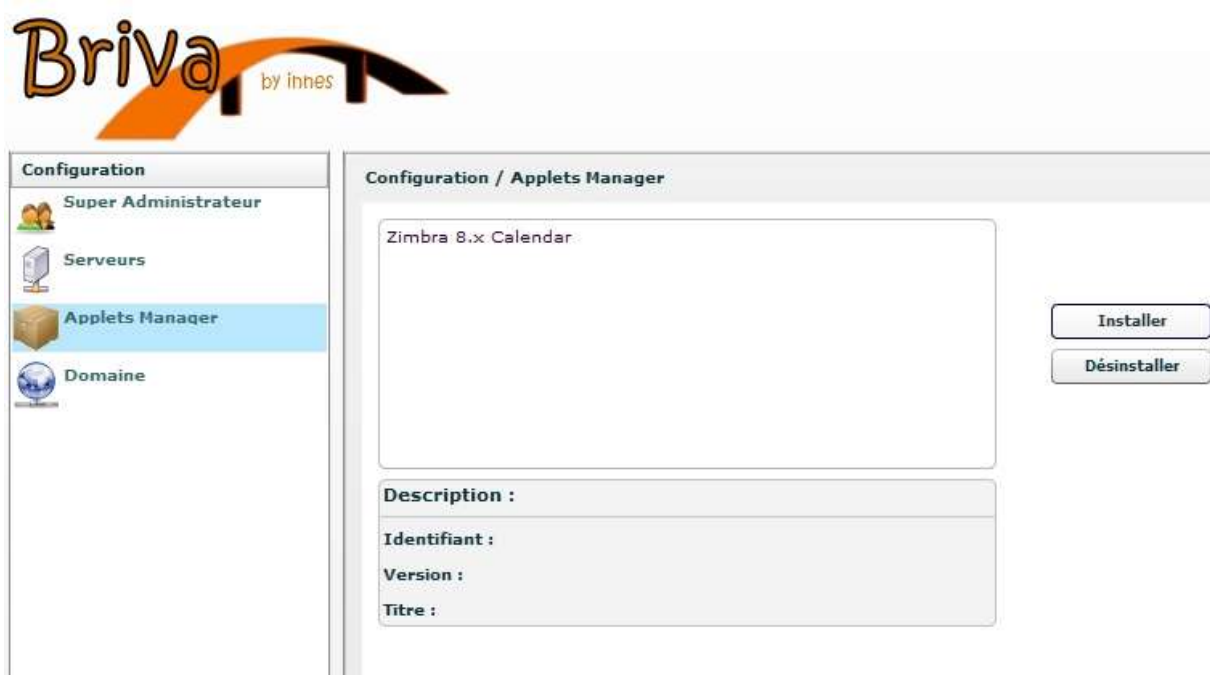 Briva
by innes
Configuration
Super Administrateur
Serveurs
Applets Manager
Domaine
Configuration / Applets Manager
Zimbra 8.x Calendar
Installer
Désinstaller
Description :
Identifiant :
Version :
Titre :